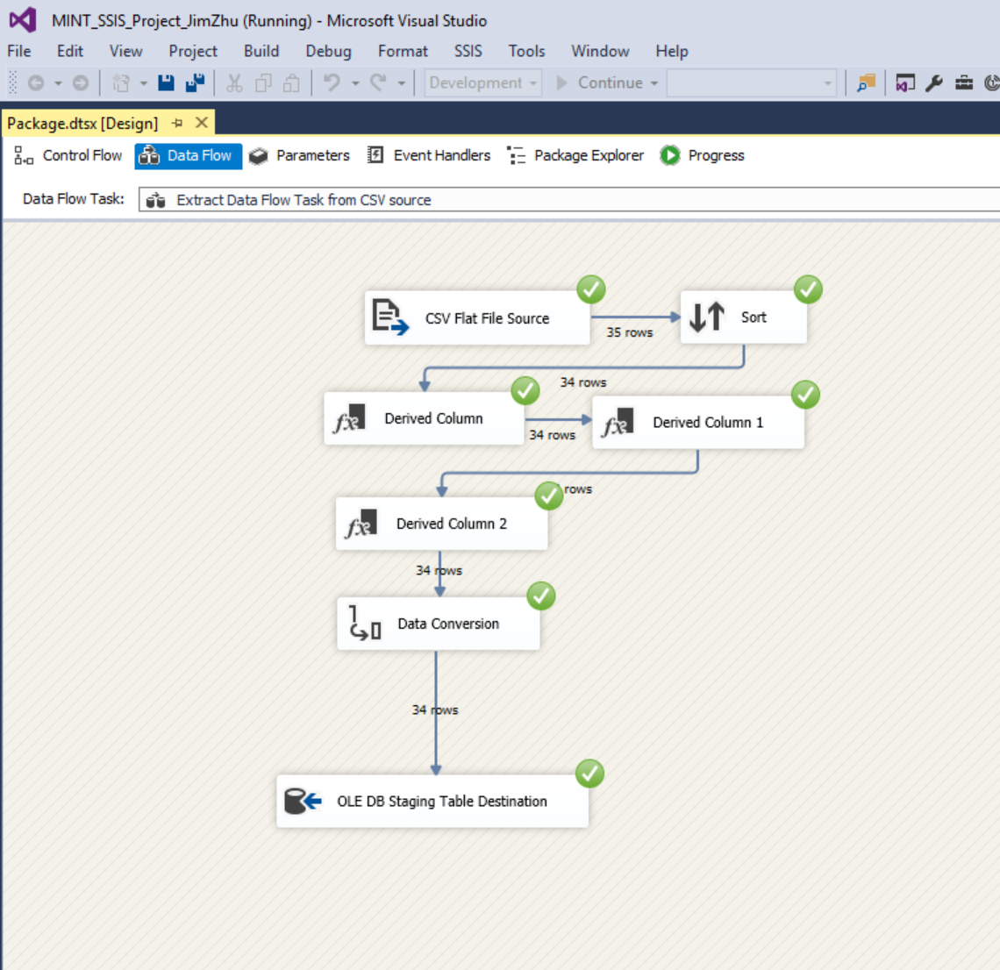 MINT_SSIS_Project_JimZhu (Running) - Microsoft Visual Studio
File Edit View Project Build Debug Format SSIS Tools Window Help
Development Continue
Package.dtsx [Design]
Control Flow Data Flow Parameters Event Handlers Package Explorer Progress
Data Flow Task: Extract Data Flow Task from CSV source
CSV Flat File Source
35 rows
Sort
34 rows
Derived Column
34 rows
Derived Column 1
rows
Derived Column 2
34 rows
Data Conversion
34 rows
OLE DB Staging Table Destination